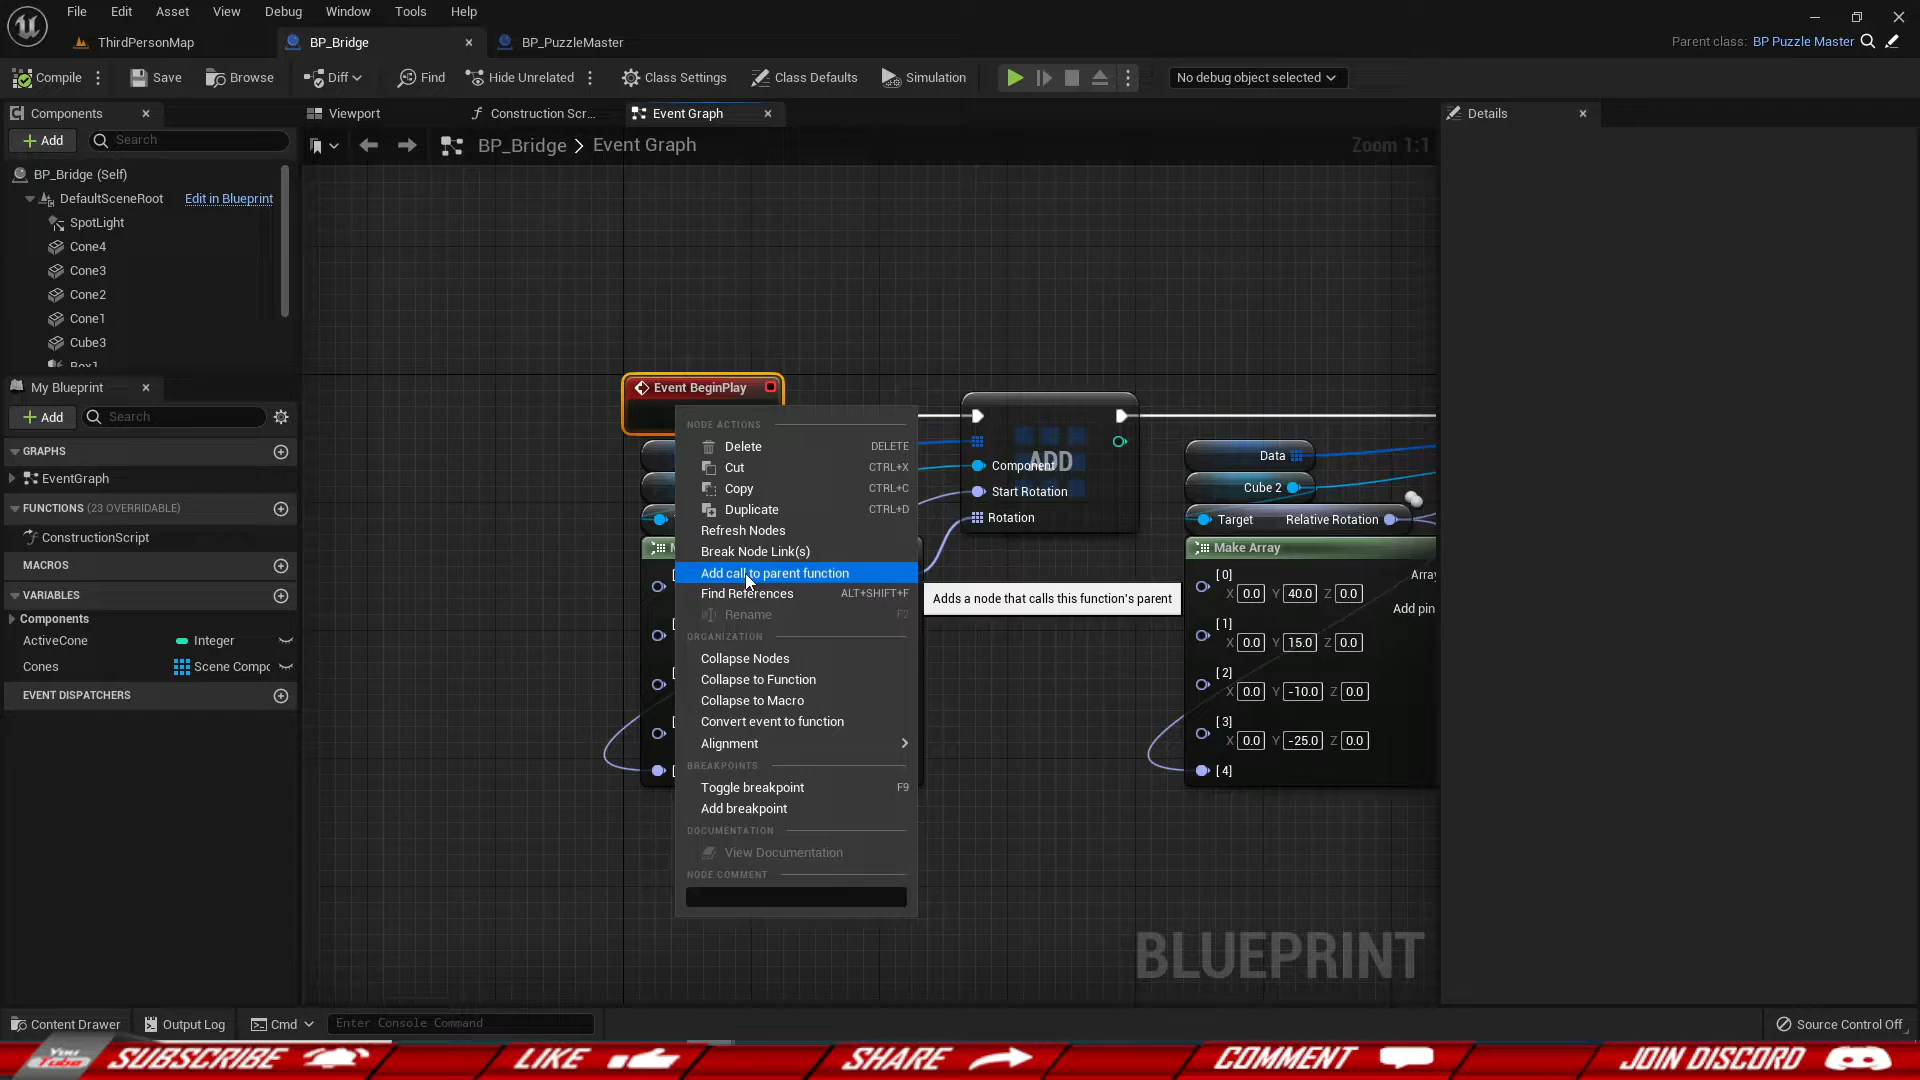 File Edit Asset View Debug Window Tools Help
ThirdPersonMap BP_Bridge BP_PuzzleMaster
Parent class: BP Puzzle Master
Compile Save Browse Diff Find Hide Unrelated Class Settings Class Defaults Simulation No debug object selected
Components
Add Search
BP_Bridge (Self)
DefaultSceneRoot Edit in Blueprint
SpotLight
Cone4
Cone3
Cone2
Cone1
Cube3
Box1
My Blueprint
Add Search
GRAPHS
EventGraph
FUNCTIONS (23 OVERRIDABLE)
ConstructionScript
MACROS
VARIABLES
Components
ActiveCone Integer
Cones Scene Compo
EVENT DISPATCHERS
Viewport Construction Scr... Event Graph
BP_Bridge > Event Graph
Zoom 1:1
Event BeginPlay
NODE ACTIONS
Delete DELETE
Cut CTRL+X
Copy CTRL+C
Duplicate CTRL+D
Refresh Nodes
Break Node Link(s)
Add call to parent function
Find References ALT+SHIFT+F
Rename F2
ORGANIZATION
Collapse Nodes
Collapse to Function
Collapse to Macro
Convert event to function
Alignment
BREAKPOINTS
Toggle breakpoint F9
Add breakpoint
DOCUMENTATION
View Documentation
NODE COMMENT
Adds a node that calls this function's parent
ADD
Component
Start Rotation
Rotation
Data
Cube 2
Target Relative Rotation
Make Array
[0] Array
X 0.0 Y 40.0 Z 0.0
Add pin
[1]
X 0.0 Y 15.0 Z 0.0
[2]
X 0.0 Y -10.0 Z 0.0
[3]
X 0.0 Y -25.0 Z 0.0
[4]
BLUEPRINT
Details
Content Drawer Output Log Cmd Enter Console Command Source Control Off
YouTube SUBSCRIBE LIKE SHARE COMMENT JOIN DISCORD